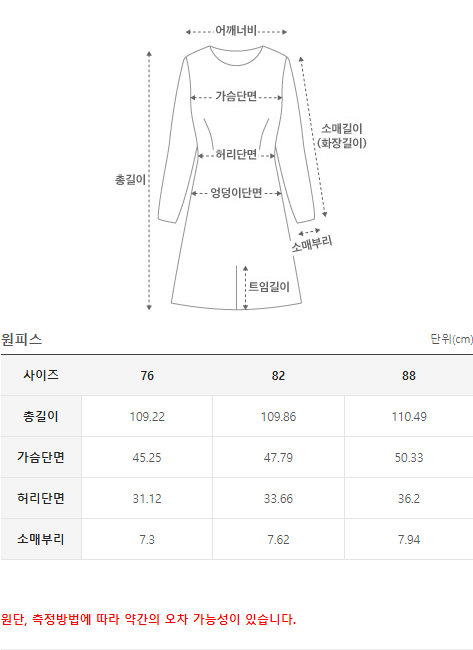 어깨너비
가슴단면
소매길이
(화장길이)
허리단면
총길이
엉덩이단면
소매부리
트임길이
원피스 단위(cm)
사이즈 76 82 88
총길이 109.22 109.86 110.49
가슴단면 45.25 47.79 50.33
허리단면 31.12 33.66 36.2
소매부리 7.3 7.62 7.94
원단, 측정방법에 따라 약간의 오차 가능성이 있습니다.